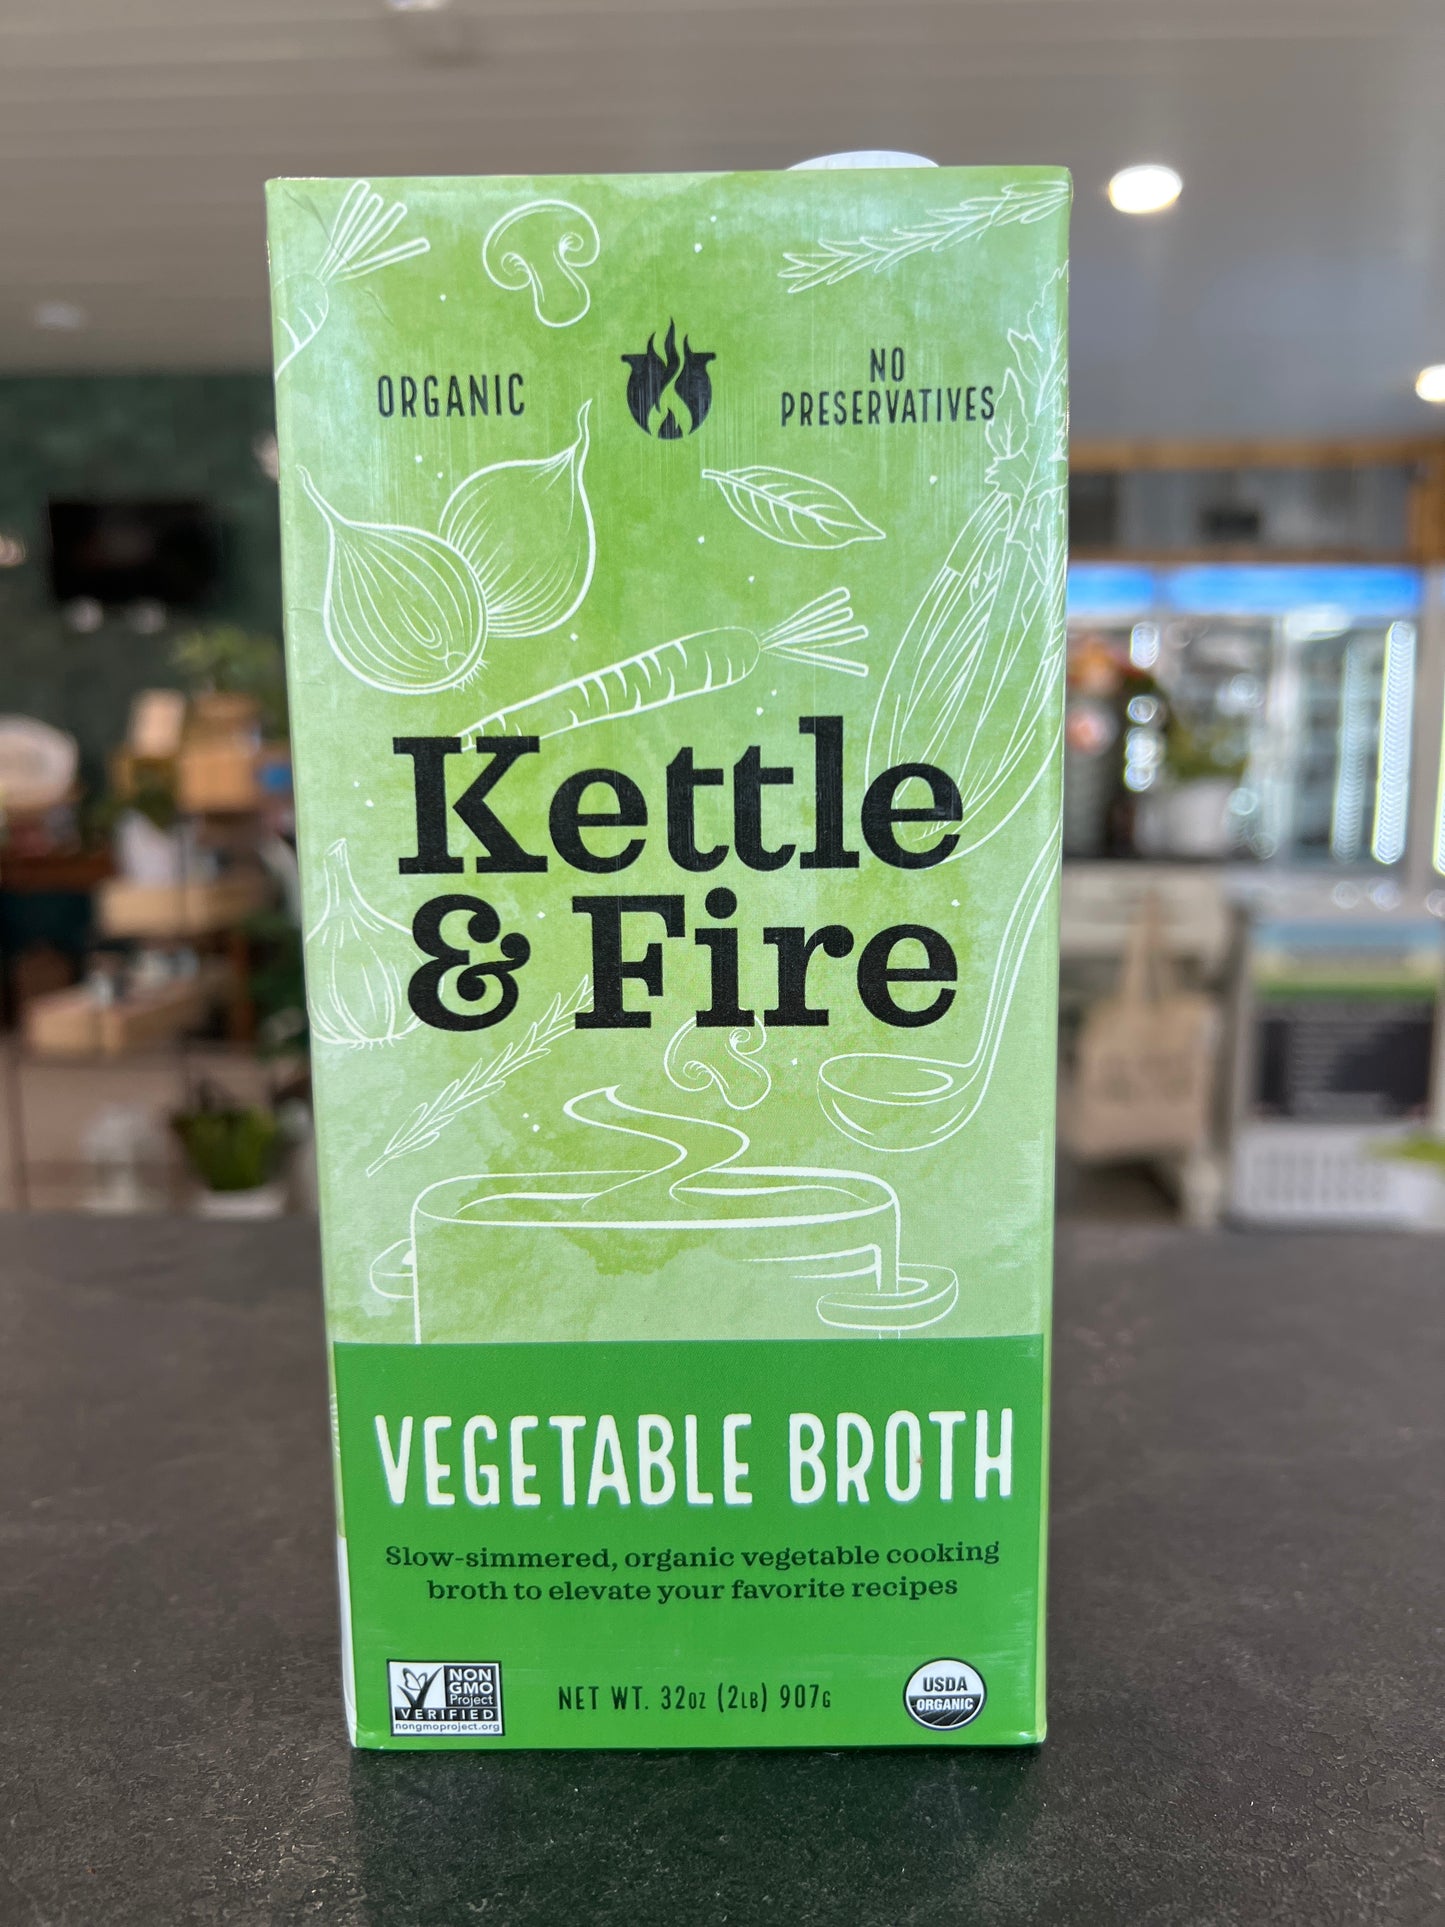 ORGANIC
NO
PRESERVATIVES
Kettle
& Fire
VEGETABLE BROTH
Slow-simmered, organic vegetable cooking
broth to elevate your favorite recipes
NON
GMO
Project
VERIFIED
nongmoproject.org
NET WT. 32OZ (2LB) 907G
USDA
ORGANIC